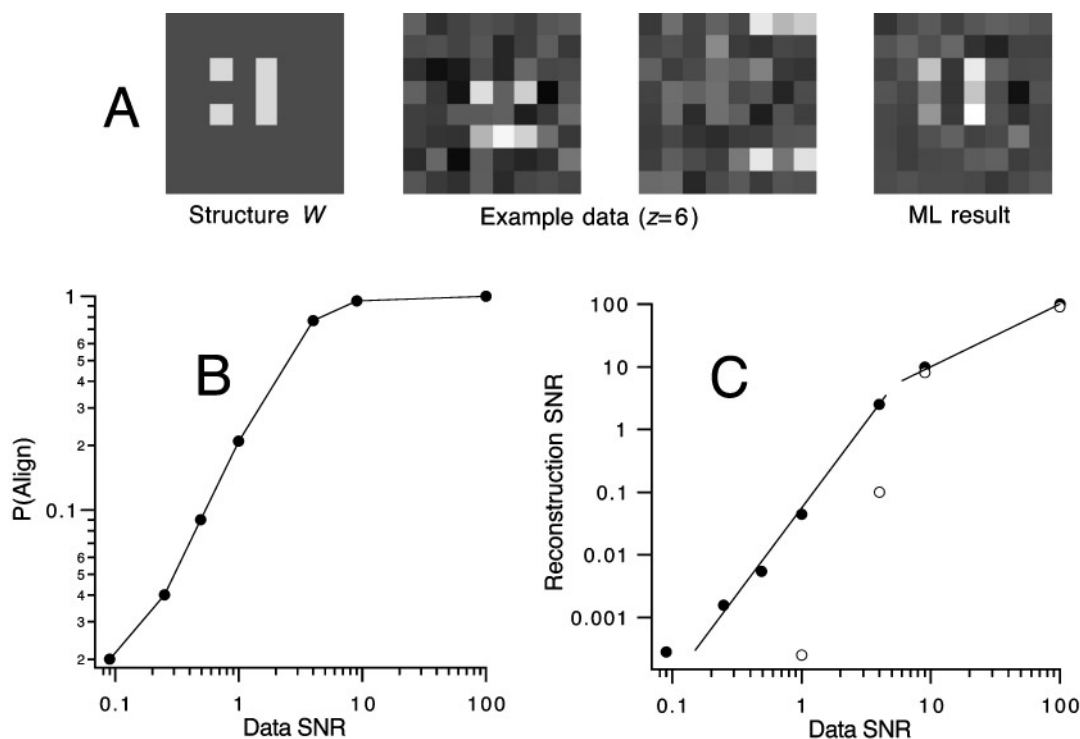 A
Structure W
Example data (z=6)
ML result
B
P(Align)
1
6
5
4
3
2
0.1
6
5
4
3
2
0.1
1
10
100
Data SNR
C
Reconstruction SNR
100
10
1
0.1
0.01
0.001
0.1
1
10
100
Data SNR